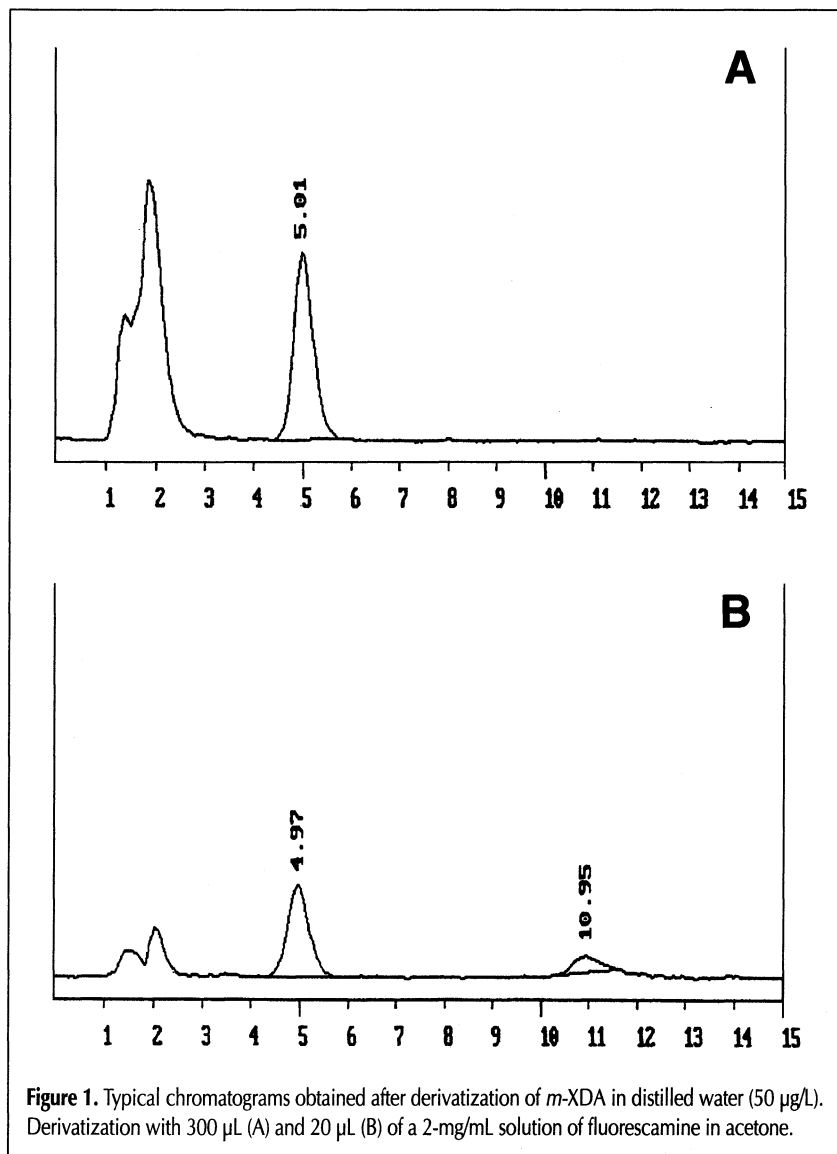 A
5.01
1 2 3 4 5 6 7 8 9 10 11 12 13 14 15
B
4.97
10.95
1 2 3 4 5 6 7 8 9 10 11 12 13 14 15
Figure 1. Typical chromatograms obtained after derivatization of m-XDA in distilled water (50 µg/L).
Derivatization with 300 µL (A) and 20 µL (B) of a 2-mg/mL solution of fluorescamine in acetone.